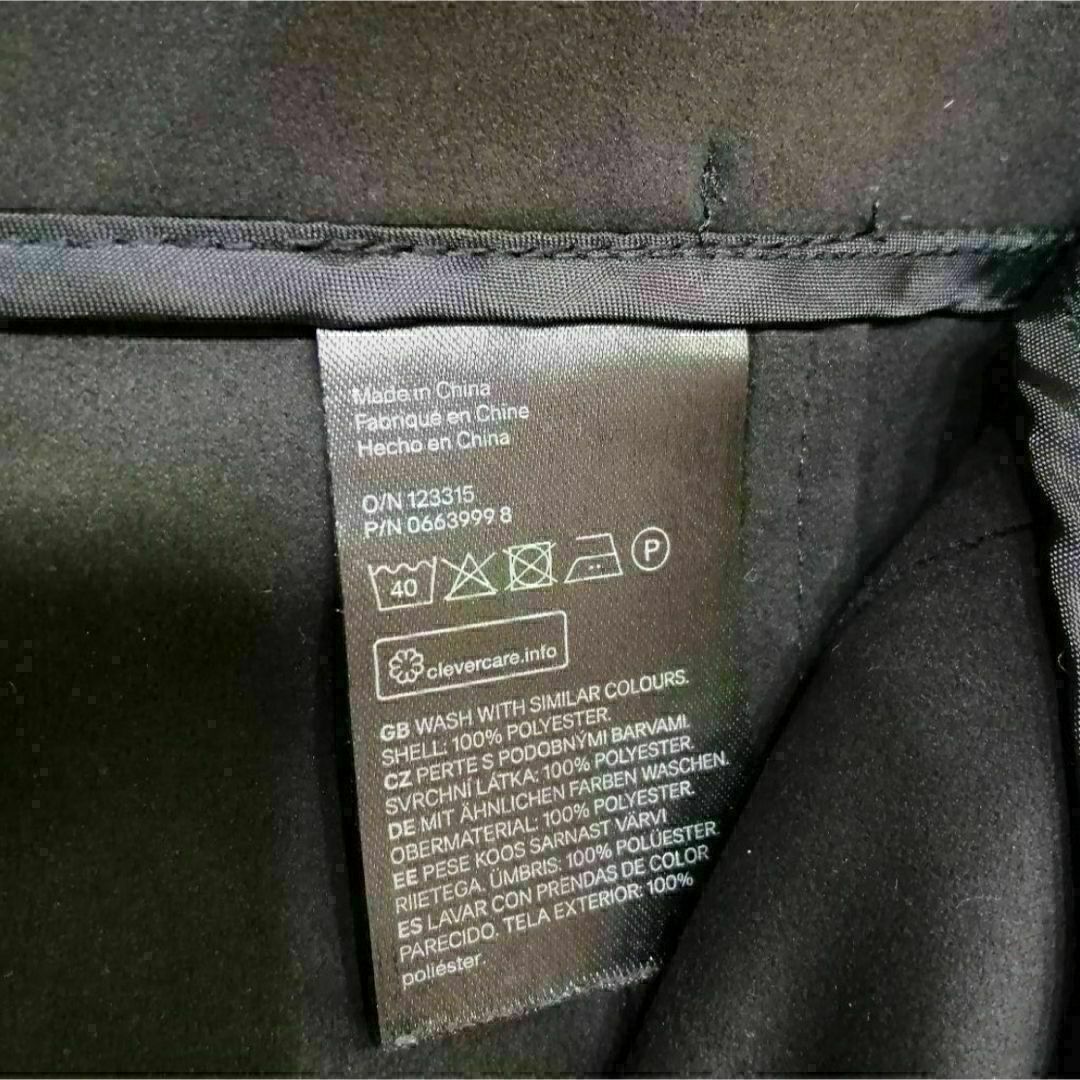 Made in China
Fabriqué en Chine
Hecho en China
O/N 123315
P/N 0663999 8
40 P
clevercare.info
GB WASH WITH SIMILAR COLOURS.
SHELL: 100% POLYESTER.
CZ PERTE S PODOBNÝMI BARVAMI.
SVRCHNÍ LÁTKA: 100% POLYESTER.
DE MIT ÄHNLICHEN FARBEN WASCHEN.
OBERMATERIAL: 100% POLYESTER.
EE PESE KOOS SARNAST VÄRVI
RIIETEGA. ÜMBRIS: 100% POLÜESTER
ES LAVAR CON PRENDAS DE COLOR
PARECIDO. TELA EXTERIOR: 100%
poliéster.